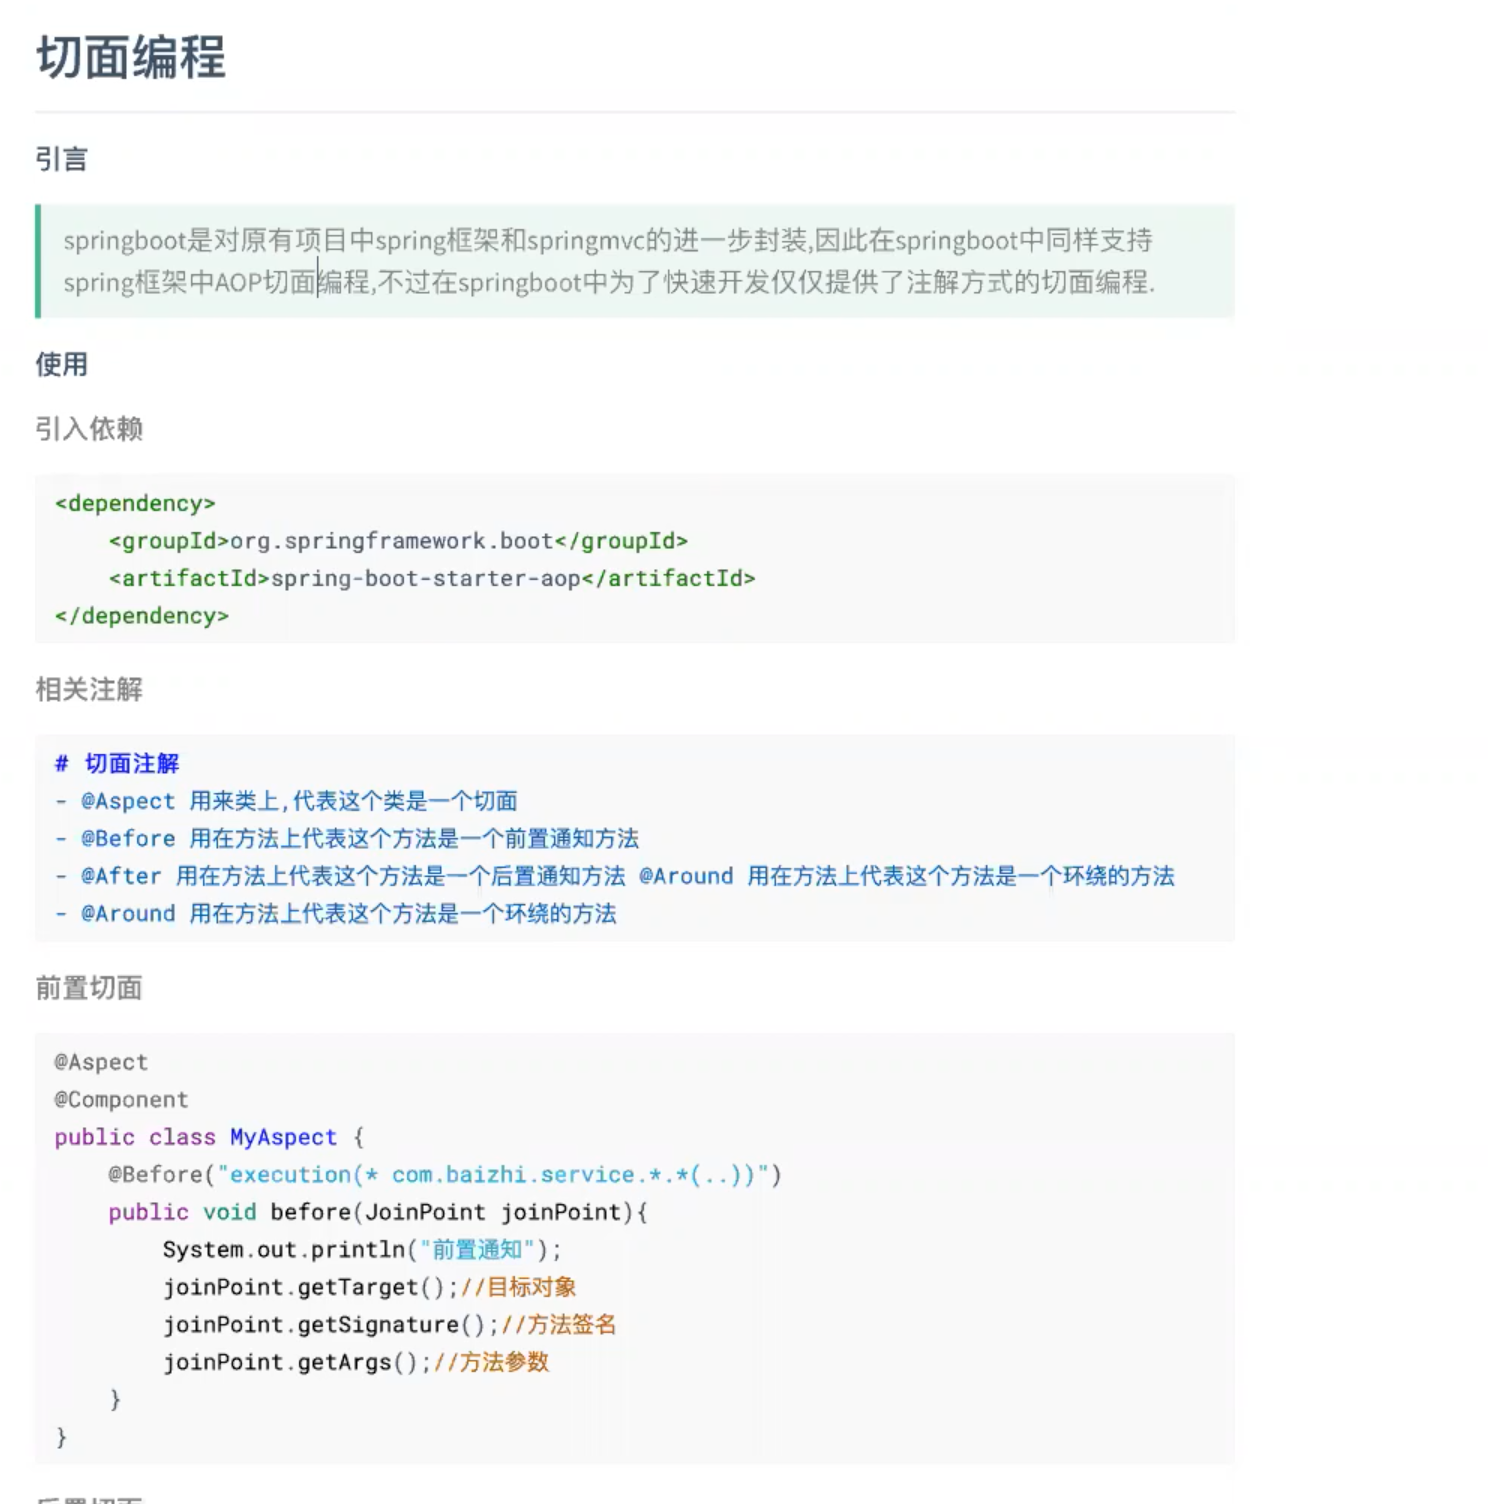 切面编程
引言
springboot是对原有项目中spring框架和springmvc的进一步封装,因此在springboot中同样支持
spring框架中AOP切面编程,不过在springboot中为了快速开发仅仅提供了注解方式的切面编程.
使用
引入依赖
<dependency>
    <groupId>org.springframework.boot</groupId>
    <artifactId>spring-boot-starter-aop</artifactId>
</dependency>
相关注解
# 切面注解
- @Aspect 用来类上,代表这个类是一个切面
- @Before 用在方法上代表这个方法是一个前置通知方法
- @After 用在方法上代表这个方法是一个后置通知方法 @Around 用在方法上代表这个方法是一个环绕的方法
- @Around 用在方法上代表这个方法是一个环绕的方法
前置切面
@Aspect
@Component
public class MyAspect {
    @Before("execution(* com.baizhi.service.*.*(..))")
    public void before(JoinPoint joinPoint){
        System.out.println("前置通知");
        joinPoint.getTarget();//目标对象
        joinPoint.getSignature();//方法签名
        joinPoint.getArgs();//方法参数
    }
}
后置切面